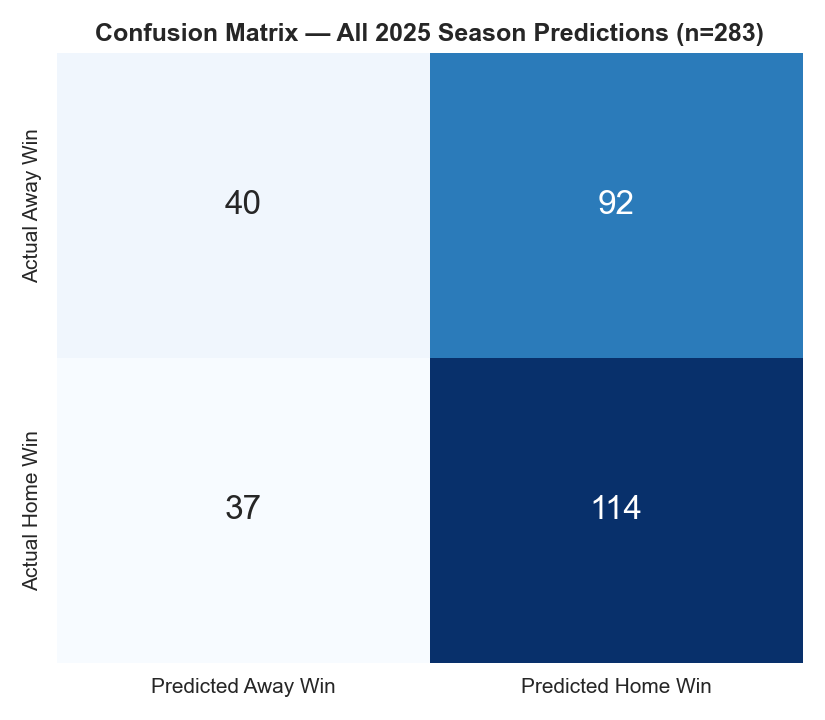 Confusion Matrix — All 2025 Season Predictions (n=283)
Actual Away Win
40
92
Actual Home Win
37
114
Predicted Away Win
Predicted Home Win